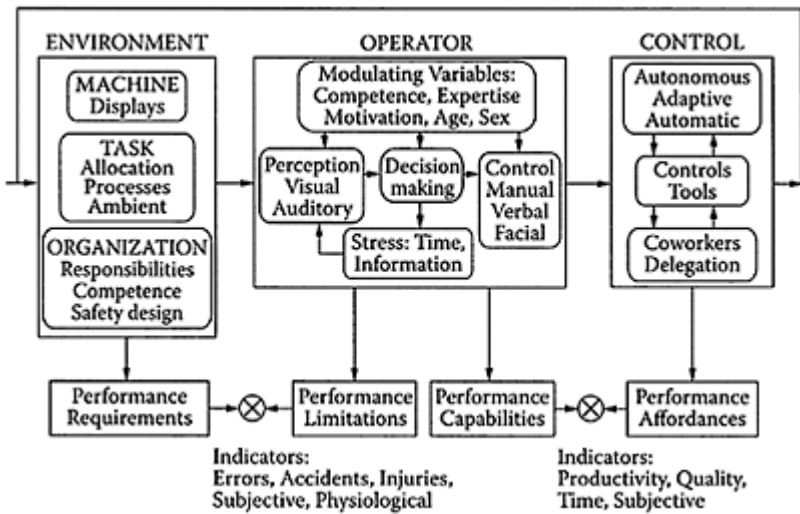 ENVIRONMENT
MACHINE
Displays
TASK
Allocation
Processes
Ambient
ORGANIZATION
Responsibilities
Competence
Safety design
OPERATOR
Modulating Variables:
Competence, Expertise
Motivation, Age, Sex
Perception
Visual
Auditory
Decision
making
Control
Manual
Verbal
Facial
Stress: Time,
Information
CONTROL
Autonomous
Adaptive
Automatic
Controls
Tools
Coworkers
Delegation
Performance
Requirements
Performance
Limitations
Performance
Capabilities
Performance
Affordances
Indicators:
Errors, Accidents, Injuries,
Subjective, Physiological
Indicators:
Productivity, Quality,
Time, Subjective